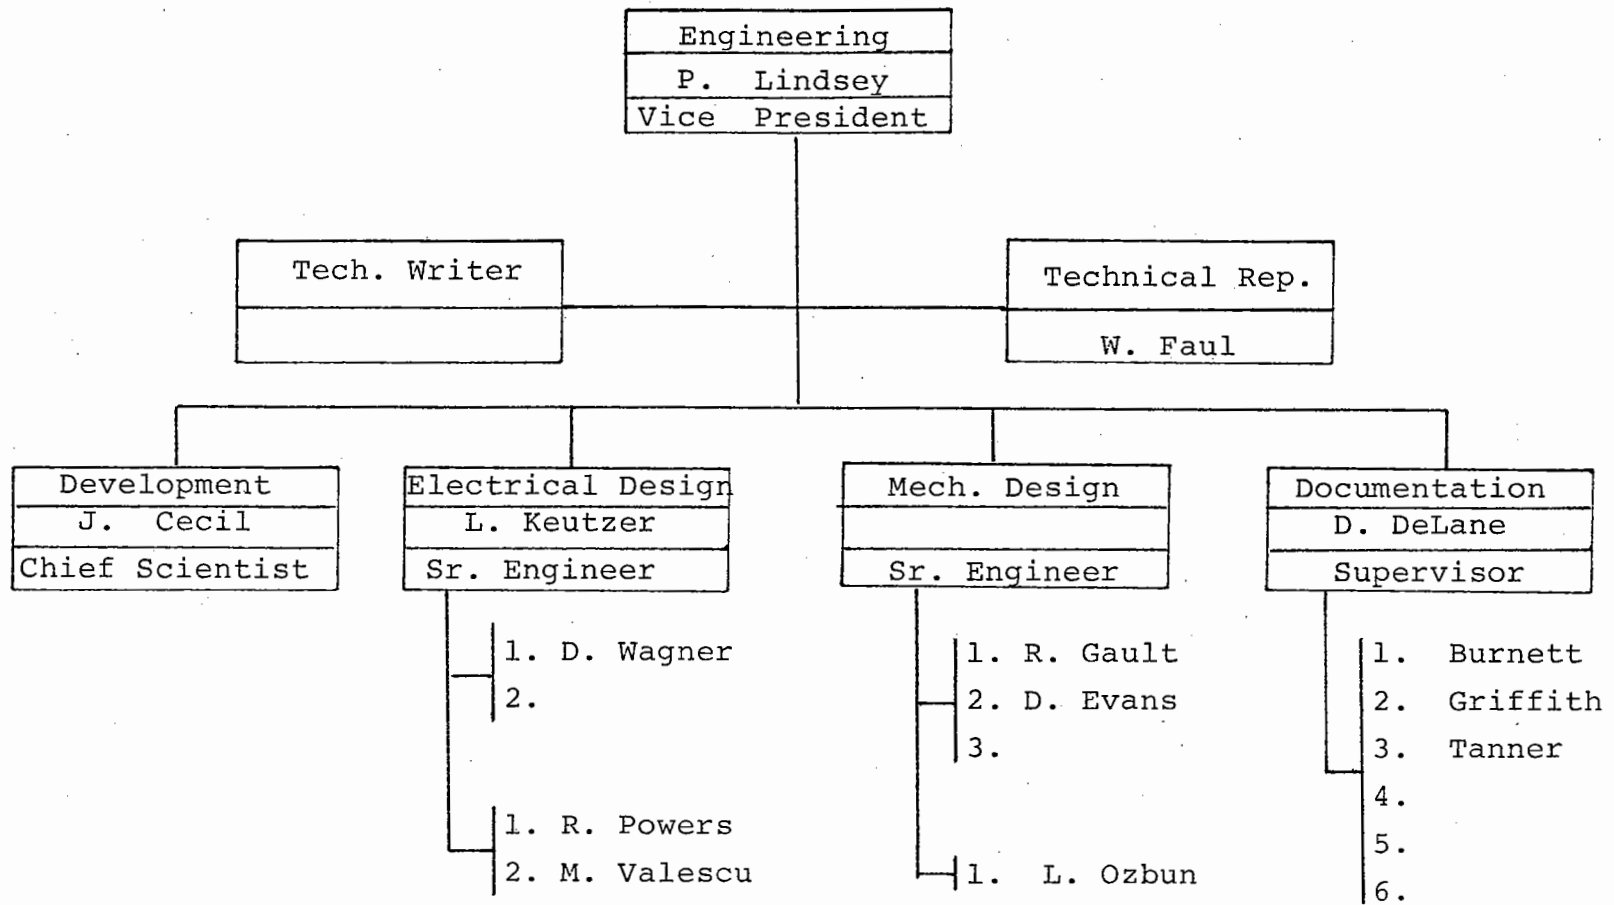 Engineering
P. Lindsey
Vice President
Tech. Writer
Technical Rep.
W. Faul
Development
J. Cecil
Chief Scientist
Electrical Design
L. Keutzer
Sr. Engineer
1. D. Wagner
2.
1. R. Powers
2. M. Valescu
Mech. Design
Sr. Engineer
1. R. Gault
2. D. Evans
3.
1. L. Ozbun
Documentation
D. DeLane
Supervisor
1. Burnett
2. Griffith
3. Tanner
4.
5.
6.